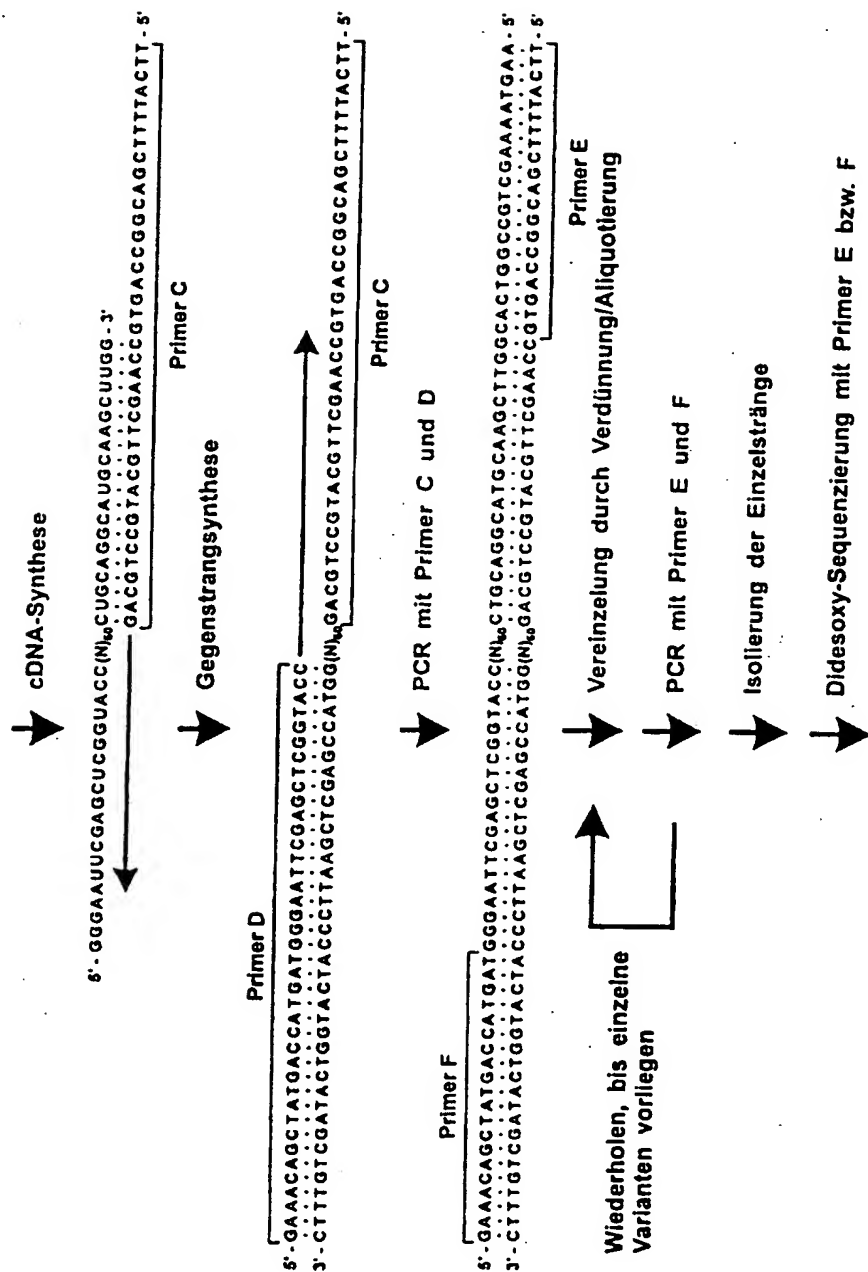 cDNA-Synthese
5'-GGGAAUUCGAGCUCGGUACC(N)60CUGCAGGCAUGCAAGCUUGG-3'
GACGTCCGTACGTTCGAACCGTGACCGGCAGCTTTTACTT-5'
Primer C
Gegenstrangsynthese
Primer D
5'-GAAACAGCTATGACCATGATGGGAATTCGAGCTCGGTACC
3'-CTTTGTCGATACTGGTACTACCCTTAAGCTCGAGCCATGG(N)60GACGTCCGTACGTTCGAACCGTGACCGGCAGCTTTTACTT-5'
Primer C
PCR mit Primer C und D
Primer F
5'-GAAACAGCTATGACCATGATGGGAATTCGAGCTCGGTACC(N)60CTGCAGGCATGCAAGCTTGGCACTGGCCGTCGAAAATGAA-5'
3'-CTTTGTCGATACTGGTACTACCCTTAAGCTCGAGCCATGG(N)60GACGTCCGTACGTTCGAACCGTGACCGGCAGCTTTTACTT-5'
Primer E
Vereinzelung durch Verdünnung/Aliquotierung
Wiederholen, bis einzelne
Varianten vorliegen
PCR mit Primer E und F
Isolierung der Einzelstränge
Didesoxy-Sequenzierung mit Primer E bzw. F